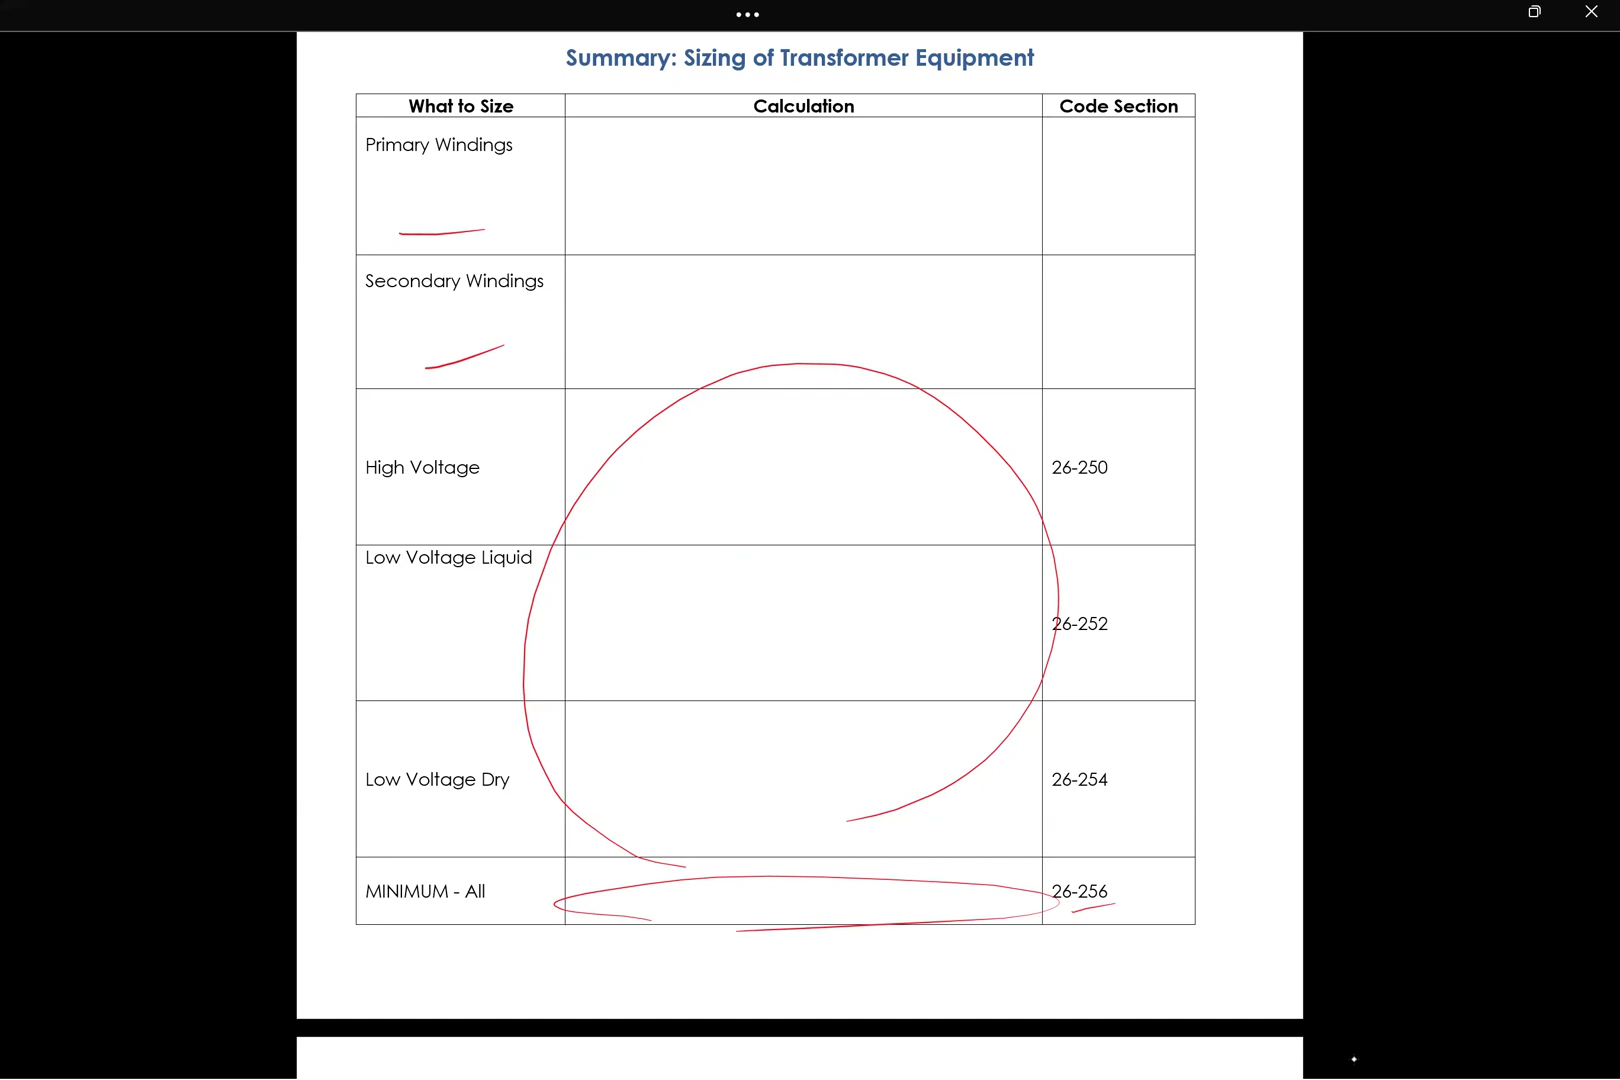 Summary: Sizing of Transformer Equipment
What to Size Calculation Code Section
Primary Windings
Secondary Windings
High Voltage 26-250
Low Voltage Liquid
26-252
Low Voltage Dry 26-254
MINIMUM - All 26-256